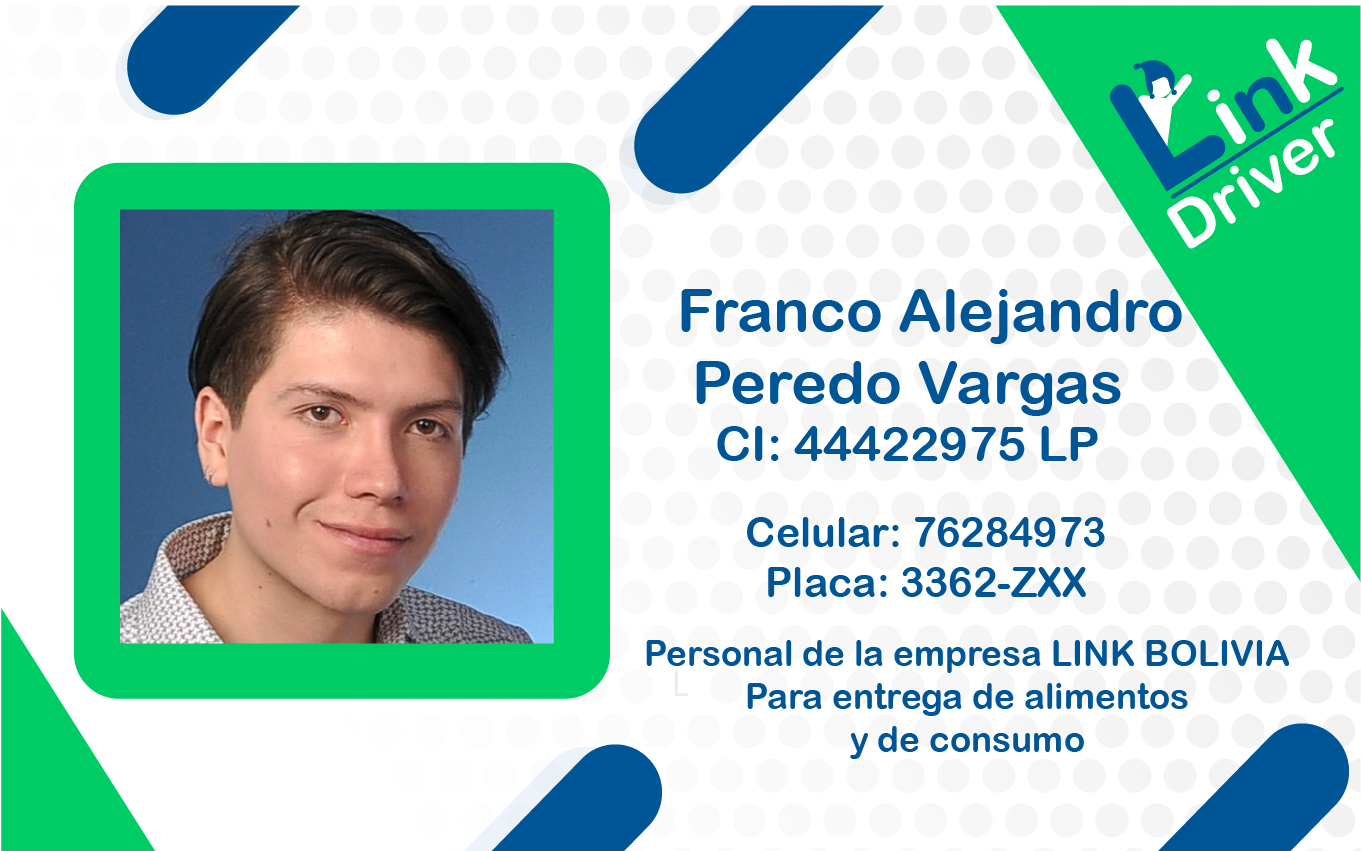 Link
Driver
Franco Alejandro
Peredo Vargas
CI: 44422975 LP
Celular: 76284973
Placa: 3362-ZXX
Personal de la empresa LINK BOLIVIA
L
Para entrega de alimentos
y de consumo